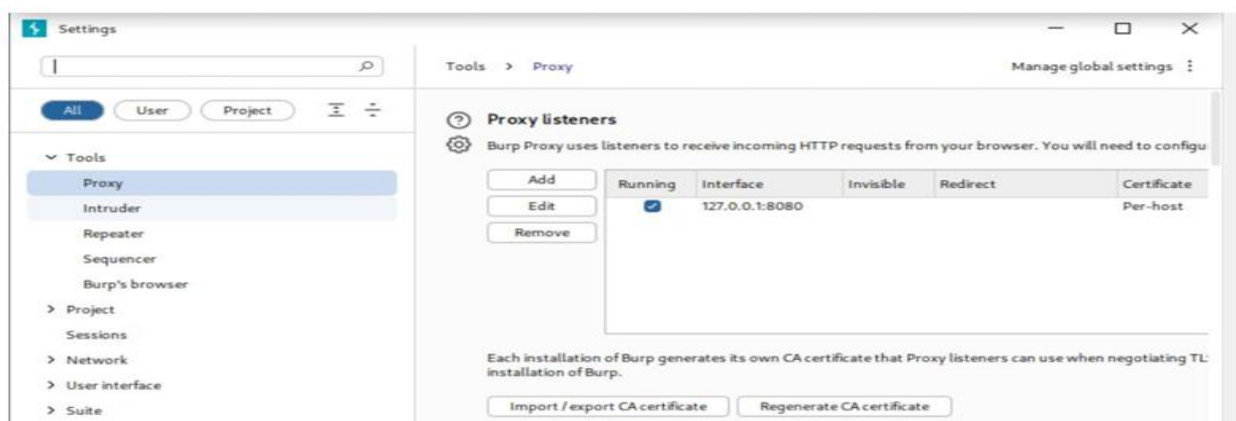 Settings
Tools > Proxy
Manage global settings
All
User
Project
Tools
Proxy
Intruder
Repeater
Sequencer
Burp's browser
Project
Sessions
Network
User interface
Suite
Proxy listeners
Burp Proxy uses listeners to receive incoming HTTP requests from your browser. You will need to configu
Add
Edit
Remove
Running Interface Invisible Redirect Certificate
127.0.0.1:8080 Per-host
Each installation of Burp generates its own CA certificate that Proxy listeners can use when negotiating TL
installation of Burp.
Import / export CA certificate
Regenerate CA certificate